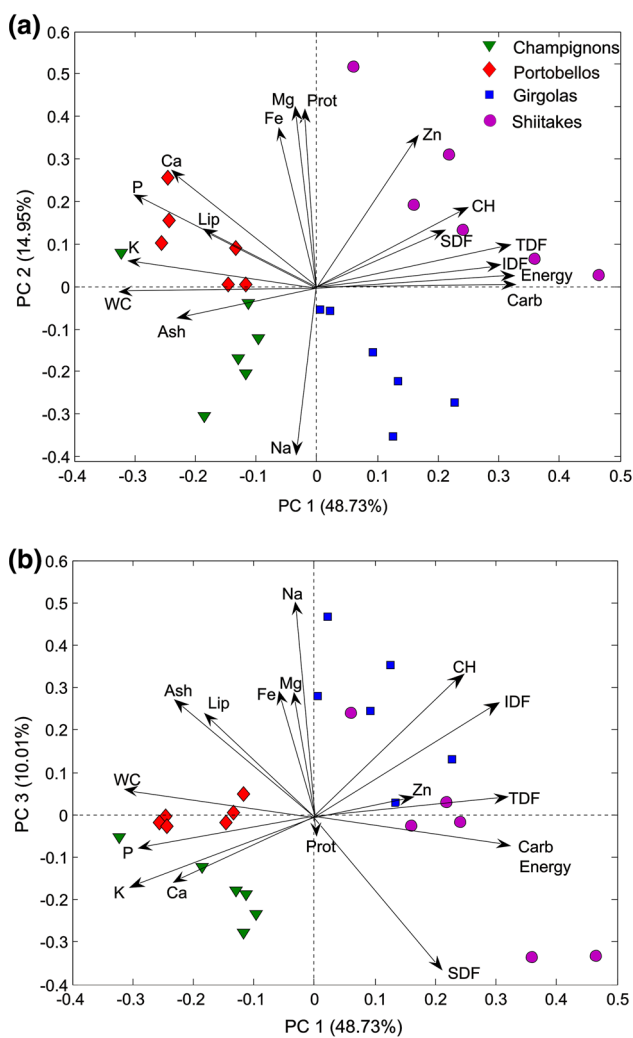 (a)
0.6
0.5
0.4
0.3
0.2
0.1
0
-0.1
-0.2
-0.3
-0.4
PC 2 (14.95%)
Champignons
Portobellos
Girgolas
Shiitakes
Mg
Prot
Fe
Zn
Ca
P
Lip
CH
SDF
TDF
K
IDF
Energy
WC
Carb
Ash
Na
-0.4
-0.3
-0.2
-0.1
0
0.1
0.2
0.3
0.4
0.5
PC 1 (48.73%)
(b)
0.6
0.5
0.4
0.3
0.2
0.1
0
-0.1
-0.2
-0.3
-0.4
PC 3 (10.01%)
Na
CH
Ash
Lip
Fe
Mg
IDF
WC
Zn
TDF
P
Prot
Carb
Energy
K
Ca
SDF
-0.4
-0.3
-0.2
-0.1
0
0.1
0.2
0.3
0.4
0.5
PC 1 (48.73%)